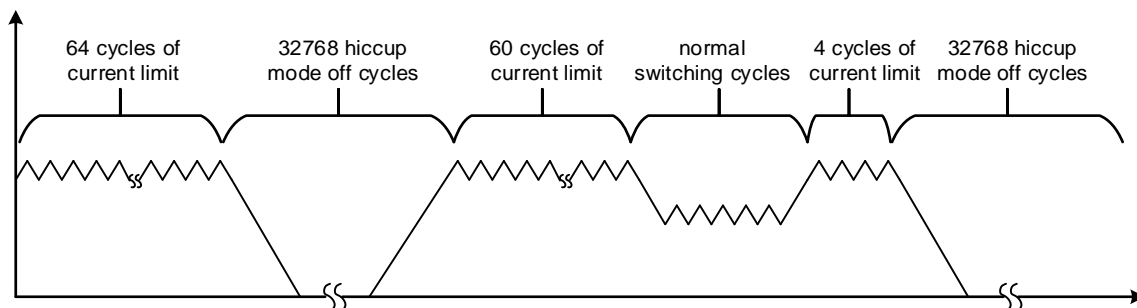 64 cycles of
current limit
32768 hiccup
mode off cycles
60 cycles of
current limit
normal
switching cycles
4 cycles of
current limit
32768 hiccup
mode off cycles